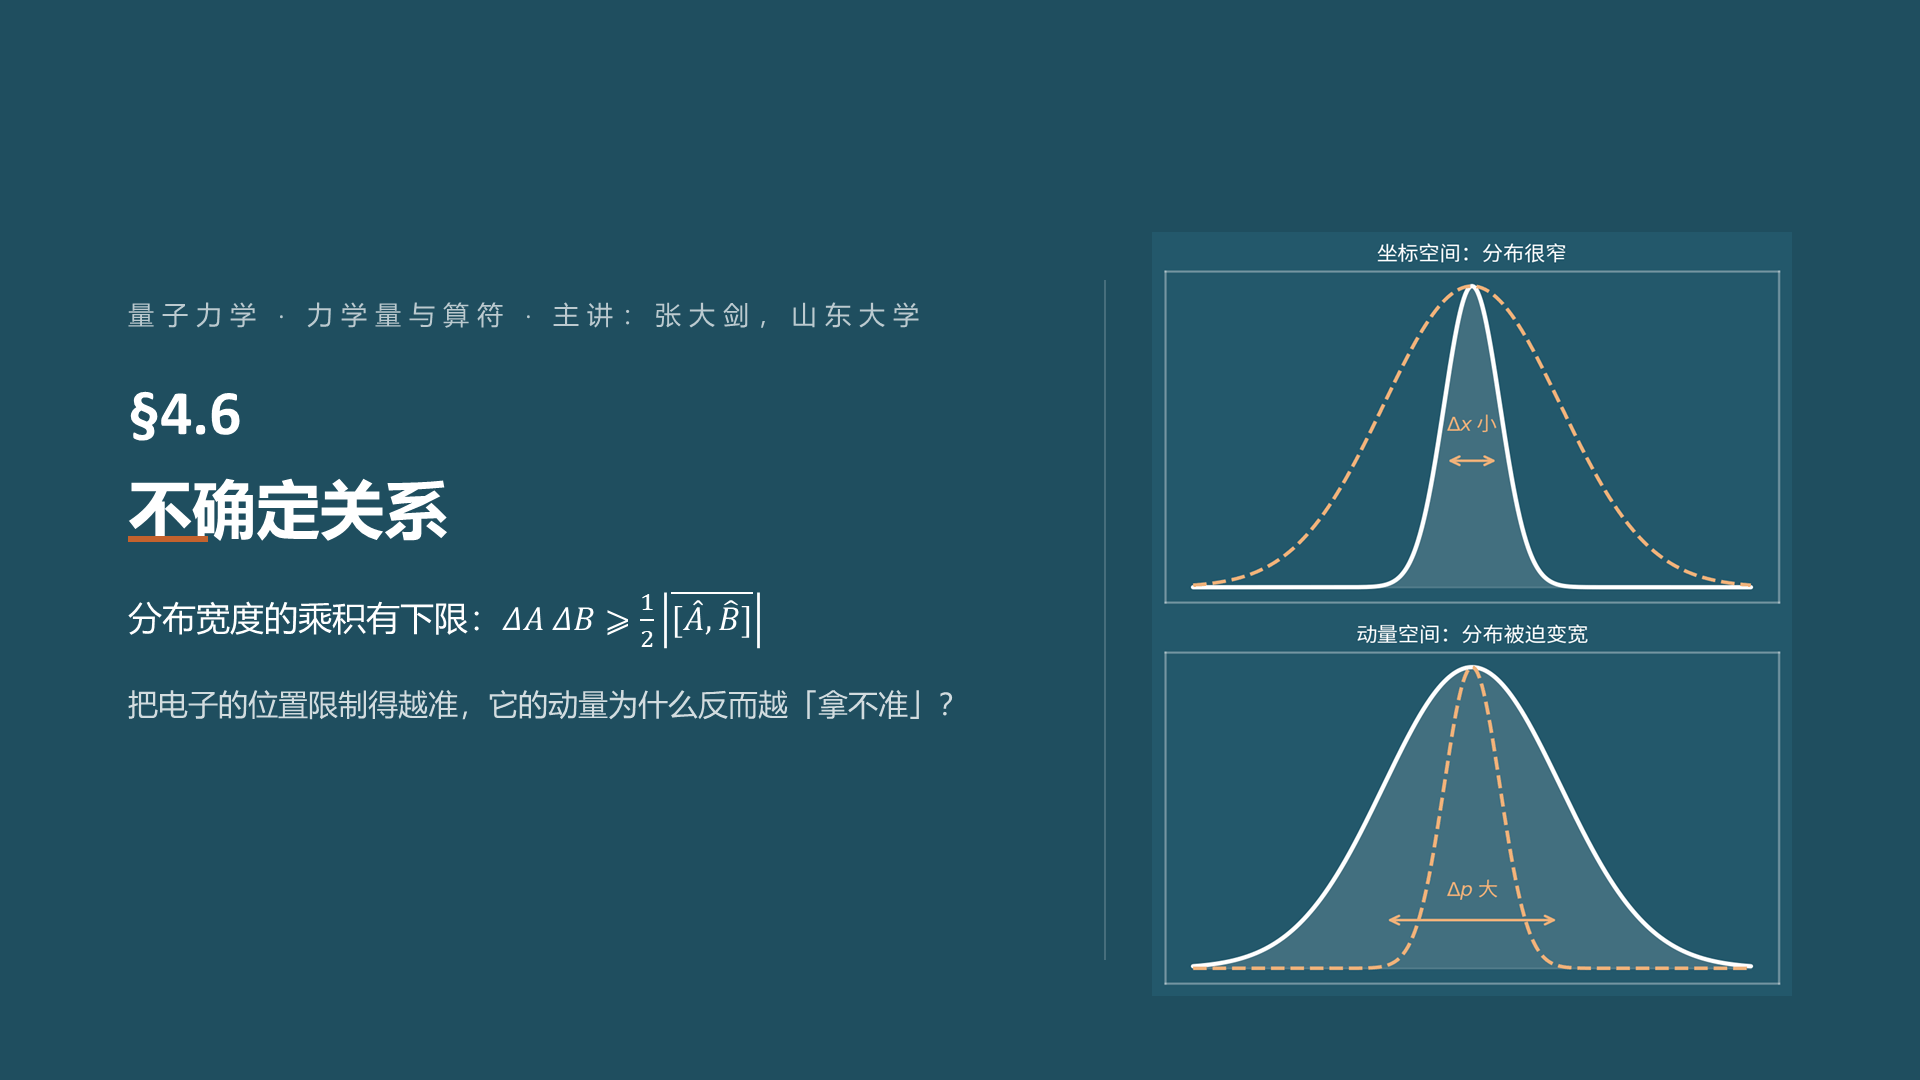 量子力学 · 力学量与算符 · 主讲：张大剑，山东大学
§4.6
不确定关系
分布宽度的乘积有下限：ΔA ΔB ⩾ \frac{1}{2} |\overline{[Â, B̂]}|
把电子的位置限制得越准，它的动量为什么反而越「拿不准」？
坐标空间：分布很窄
Δx 小
动量空间：分布被迫变宽
Δp 大